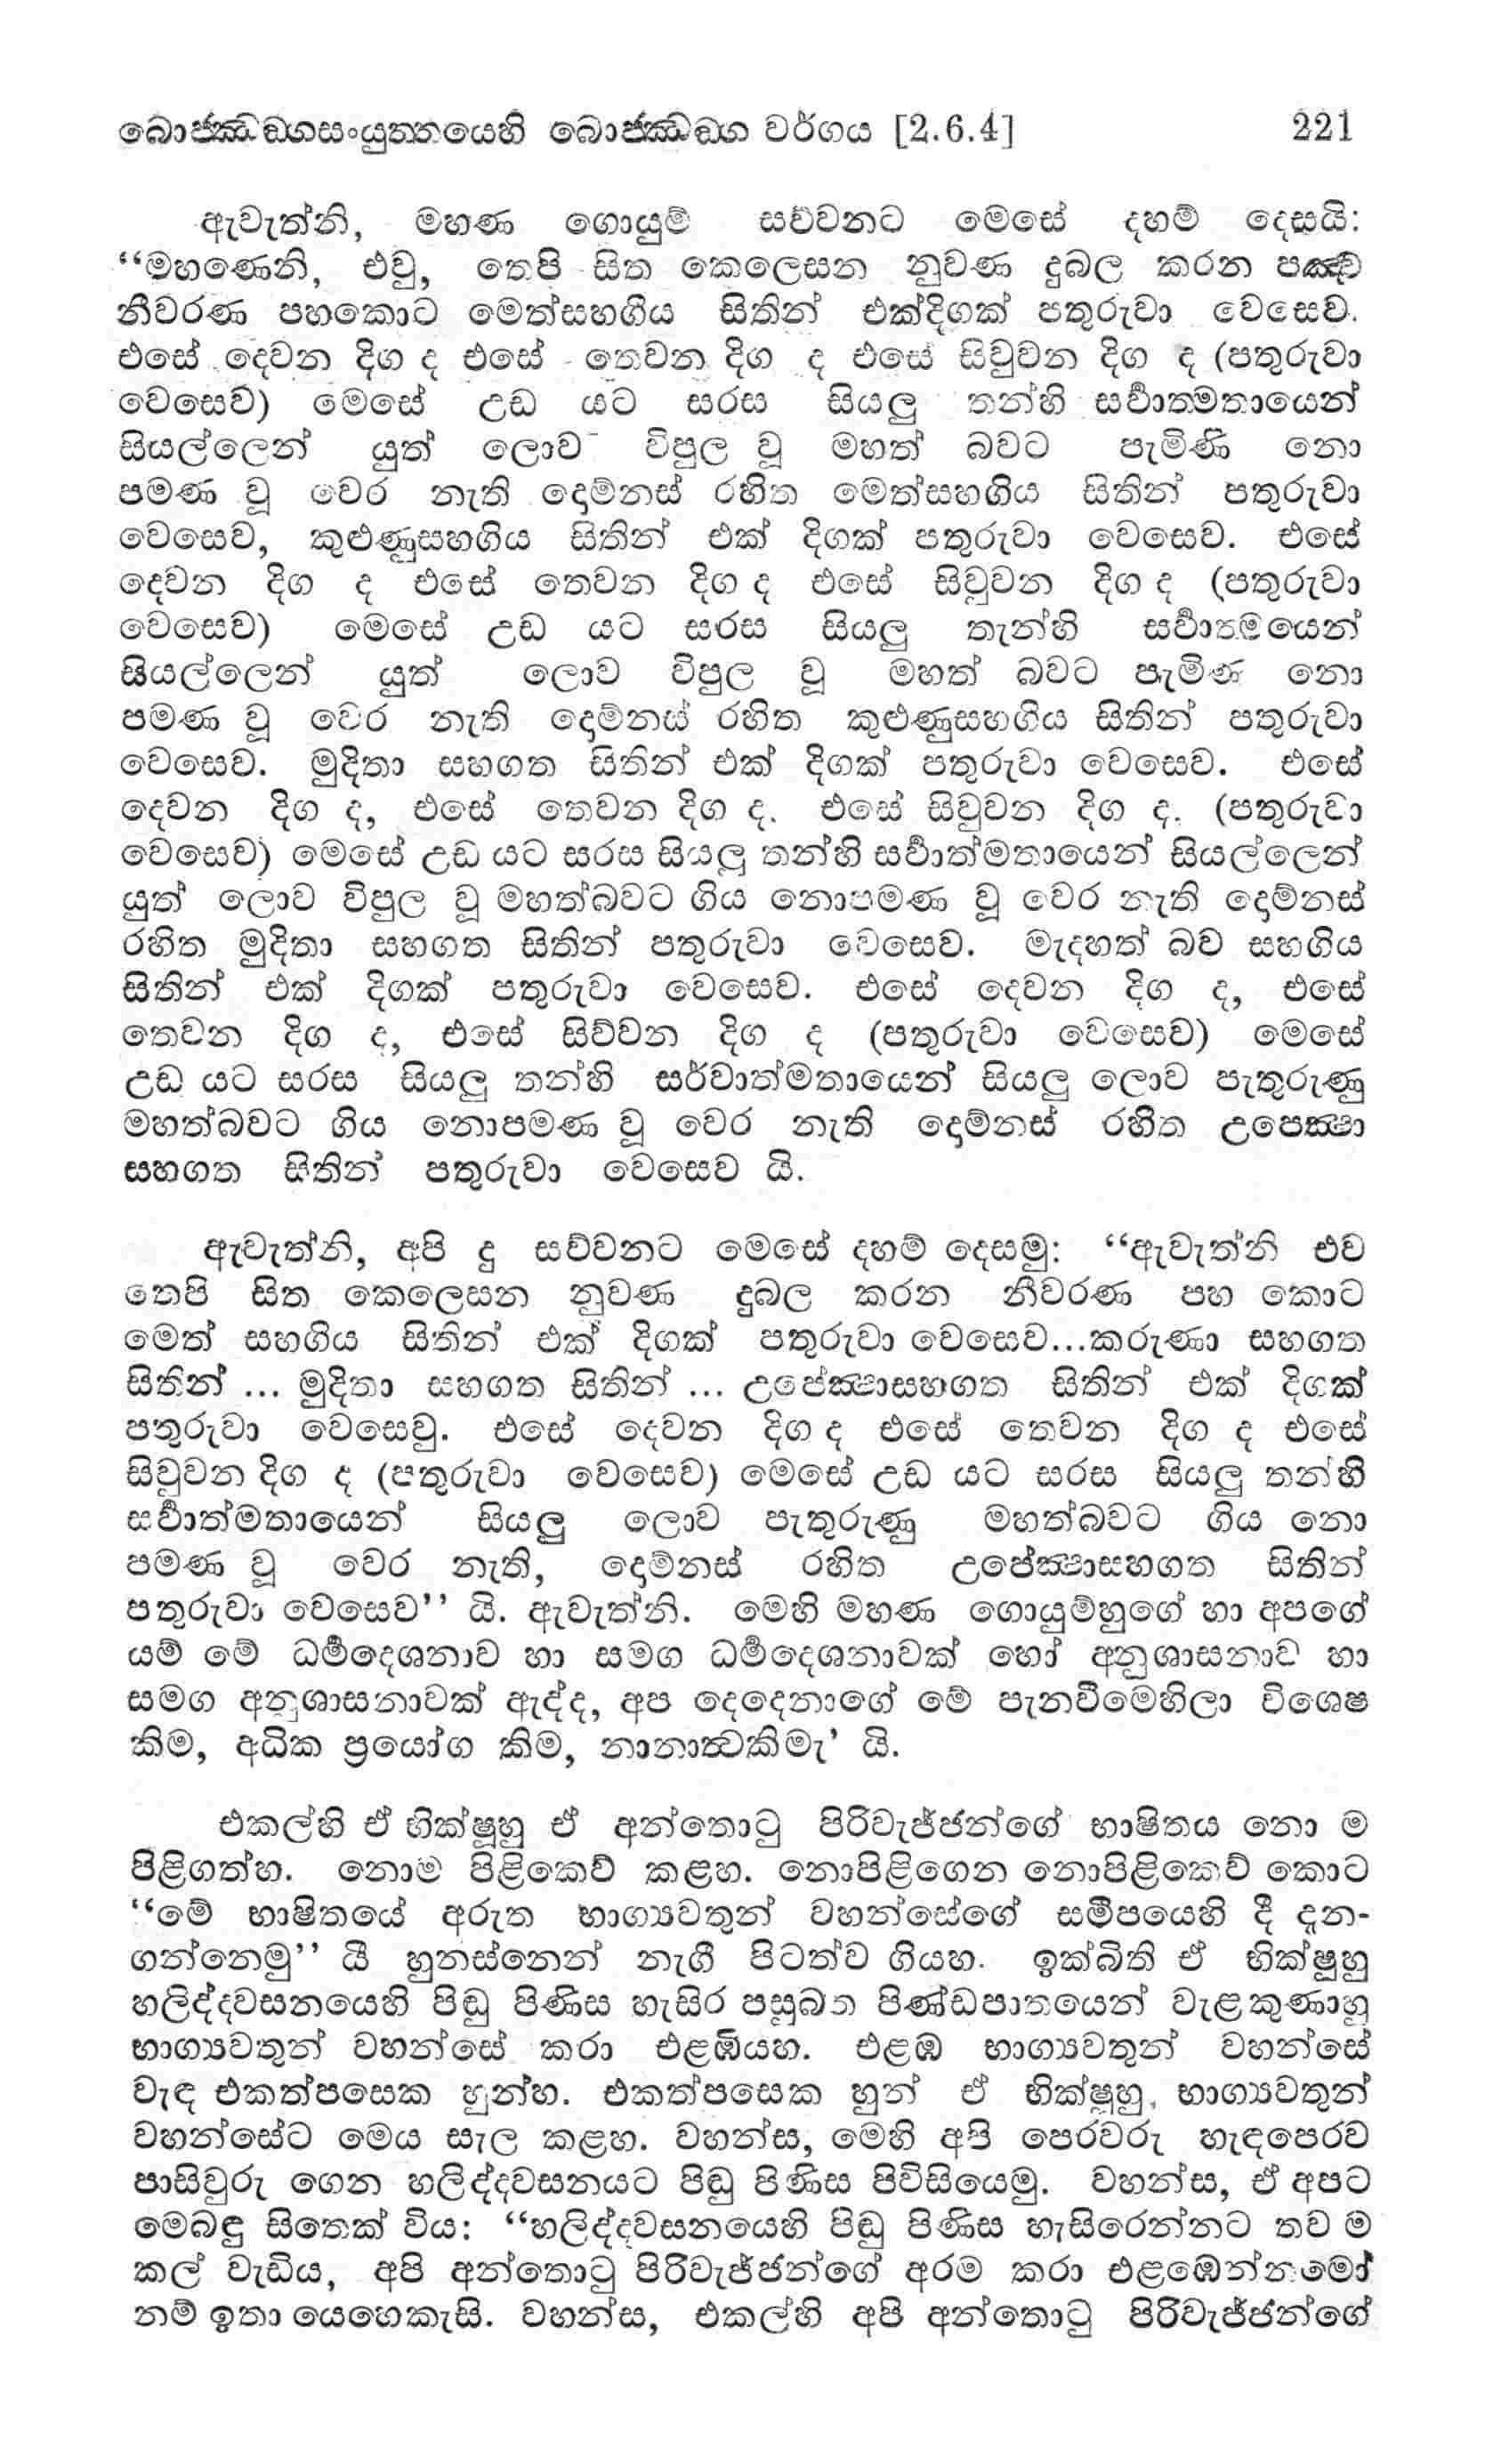 බොජ්ඣඞ්ගසංයුත්තයෙහි බොජ්ඣඞ්ග වර්ගය [2.6.4] 221
ඇවැත්නි, මහණ ගොයුම් සව්වනට මෙසේ දහම් දෙසයි:
“මහණෙනි, එවු, තෙපි සිත කෙලෙසන නුවණ දුබල කරන පඤ්ච
නීවරණ පහකොට මෙත්සහගිය සිතින් එක්දිගක් පතුරුවා වෙසෙව.
එසේ දෙවන දිග ද එසේ තෙවන දිග ද එසේ සිවුවන දිග ද (පතුරුවා
වෙසෙව) මෙසේ උඩ යට සරස සියලු තන්හි සර්‍වාත්මතායෙන්
සියල්ලෙන් යුත් ලොව විපුල වූ මහත් බවට පැමිණි නො
පමණ වූ වෙර නැති දොම්නස් රහිත මෙත්සහගිය සිතින් පතුරුවා
වෙසෙව, කුළුණුසහගිය සිතින් එක් දිගක් පතුරුවා වෙසෙව. එසේ
දෙවන දිග ද එසේ තෙවන දිග ද එසේ සිවුවන දිග ද (පතුරුවා
වෙසෙව) මෙසේ උඩ යට සරස සියලු තැන්හි සර්‍වාත්මයෙන්
සියල්ලෙන් යුත් ලොව විපුල වූ මහත් බවට පැමිණ නො
පමණ වූ වෙර නැති දොම්නස් රහිත කුළුණුසහගිය සිතින් පතුරුවා
වෙසෙව. මුදිතා සහගත සිතින් එක් දිගක් පතුරුවා වෙසෙව. එසේ
දෙවන දිග ද, එසේ තෙවන දිග ද. එසේ සිවුවන දිග ද. (පතුරුවා
වෙසෙව) මෙසේ උඩ යට සරස සියලු තන්හි සර්‍වාත්මතායෙන් සියල්ලෙන්
යුත් ලොව විපුල වූ මහත්බවට ගිය නොපමණ වූ වෙර නැති දොම්නස්
රහිත මුදිතා සහගත සිතින් පතුරුවා වෙසෙව. මැදහත් බව සහගිය
සිතින් එක් දිගක් පතුරුවා වෙසෙව. එසේ දෙවන දිග ද, එසේ
තෙවන දිග ද, එසේ සිව්වන දිග ද (පතුරුවා වෙසෙව) මෙසේ
උඩ යට සරස සියලු තන්හි සර්වාත්මතායෙන් සියලු ලොව පැතුරුණු
මහත්බවට ගිය නොපමණ වූ වෙර නැති දොම්නස් රහිත උපෙක්‍ෂා
සහගත සිතින් පතුරුවා වෙසෙව යි.
ඇවැත්නි, අපි දු සව්වනට මෙසේ දහම් දෙසමු: “ඇවැත්නි එව
තෙපි සිත කෙලෙසන නුවණ දුබල කරන නීවරණ පහ කොට
මෙත් සහගිය සිතින් එක් දිගක් පතුරුවා වෙසෙව...කරුණා සහගත
සිතින් ... මුදිතා සහගත සිතින් ... උපේක්‍ෂාසහගත සිතින් එක් දිගක්
පතුරුවා වෙසෙවු. එසේ දෙවන දිග ද එසේ තෙවන දිග ද එසේ
සිවුවන දිග ද (පතුරුවා වෙසෙව) මෙසේ උඩ යට සරස සියලු තන්හි
සර්‍වාත්මතායෙන් සියලු ලොව පැතුරුණු මහත්බවට ගිය නො
පමණ වූ වෙර නැති, දොම්නස් රහිත උපේක්‍ෂාසහගත සිතින්
පතුරුවා වෙසෙව” යි. ඇවැත්නි. මෙහි මහණ ගොයුම්හුගේ හා අපගේ
යම් මේ ධර්‍මදෙශනාව හා සමග ධර්‍මදෙශනාවක් හෝ අනුශාසනාව හා
සමග අනුශාසනාවක් ඇද්ද, අප දෙදෙනාගේ මේ පැනවීමෙහිලා විශෙෂ
කිම, අධික ප්‍රයෝග කිම, නානාත්‍වකිමැ’ යි.
එකල්හි ඒ භික්ෂූහු ඒ අන්තොටු පිරිවැජ්ජන්ගේ භාෂිතය නො ම
පිළිගත්හ. නොම පිළිකෙව් කළහ. නොපිළිගෙන නොපිළිකෙව් කොට
“මේ භාෂිතයේ අරුත භාග්‍යවතුන් වහන්සේගේ සමීපයෙහි දී දැන-
ගන්නෙමු” යී හුනස්නෙන් නැගී පිටත්ව ගියහ. ඉක්බිති ඒ භික්ෂූහු
හලිද්දවසනයෙහි පිඬු පිණිස හැසිර පසුබත පිණ්ඩපාතයෙන් වැළකුණාහු
භාග්‍යවතුන් වහන්සේ කරා එළඹියහ. එළඹ භාග්‍යවතුන් වහන්සේ
වැඳ එකත්පසෙක හුන්හ. එකත්පසෙක හුන් ඒ භික්ෂූහු, භාග්‍යවතුන්
වහන්සේට මෙය සැල කළහ. වහන්ස, මෙහි අපි පෙරවරු හැඳපෙරව
පාසිවුරු ගෙන හලිද්දවසනයට පිඬු පිණිස පිවිසියෙමු. වහන්ස, ඒ අපට
මෙබඳු සිතෙක් විය: “හලිද්දවසනයෙහි පිඬු පිණිස හැසිරෙන්නට තව ම
කල් වැඩිය, අපි අන්තොටු පිරිවැජ්ජන්ගේ අරම කරා එළඹෙන්නමෝ
නම් ඉතා යෙහෙකැසි. වහන්ස, එකල්හි අපි අන්තොටු පිරිවැජ්ජන්ගේ